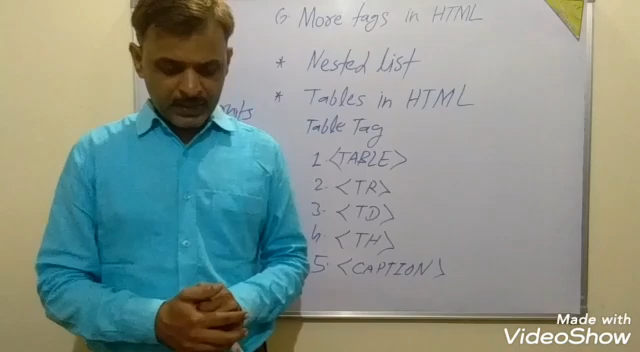 6 More tags in HTML
* Nested list
* Tables in HTML
Table Tag
1. <TABLE>
2. <TR>
3. <TD>
4. <TH>
5. <CAPTION>
Made with
VideoShow